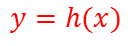 y = h(x)